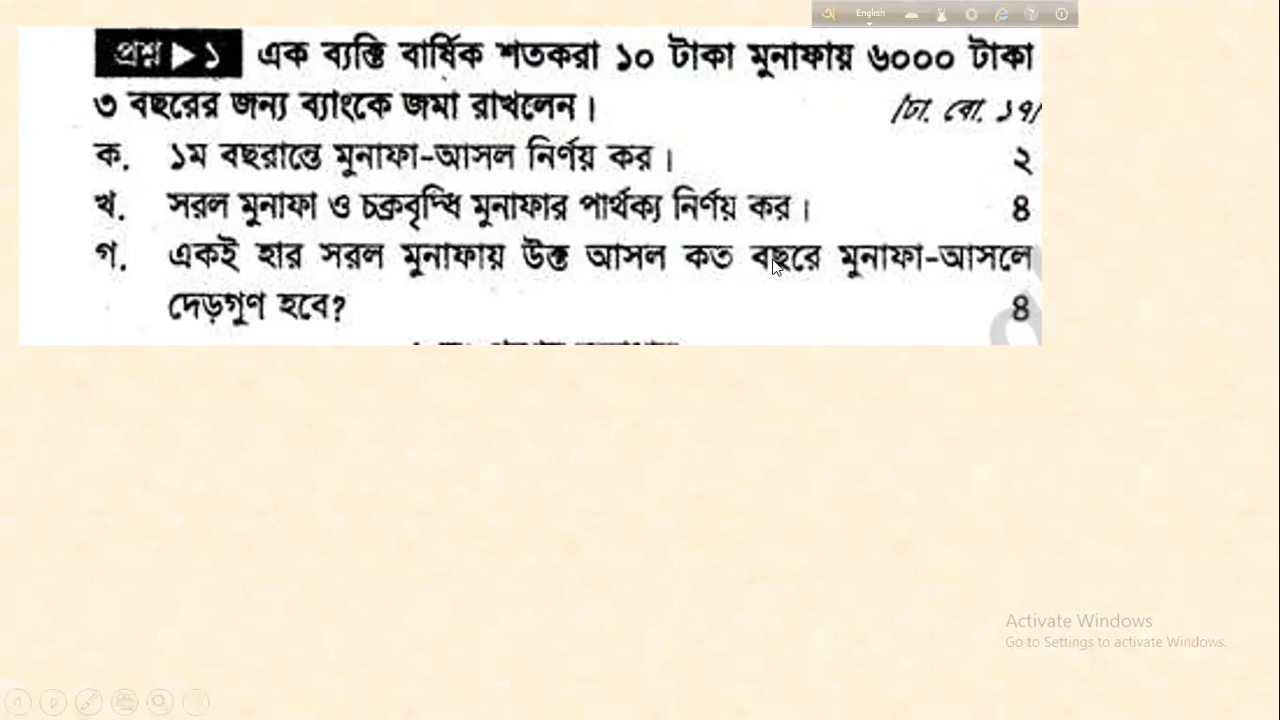 English
প্রশ্ন ▶ ১ এক ব্যক্তি বার্ষিক শতকরা ১০ টাকা মুনাফায় ৬০০০ টাকা
৩ বছরের জন্য ব্যাংকে জমা রাখলেন। [ঢা. বো. ১৭]
ক. ১ম বছরান্তে মুনাফা-আসল নির্ণয় কর। ২
খ. সরল মুনাফা ও চক্রবৃদ্ধি মুনাফার পার্থক্য নির্ণয় কর। ৪
গ. একই হার সরল মুনাফায় উক্ত আসল কত বছরে মুনাফা-আসলে
দেড়গুণ হবে? ৪
Activate Windows
Go to Settings to activate Windows.